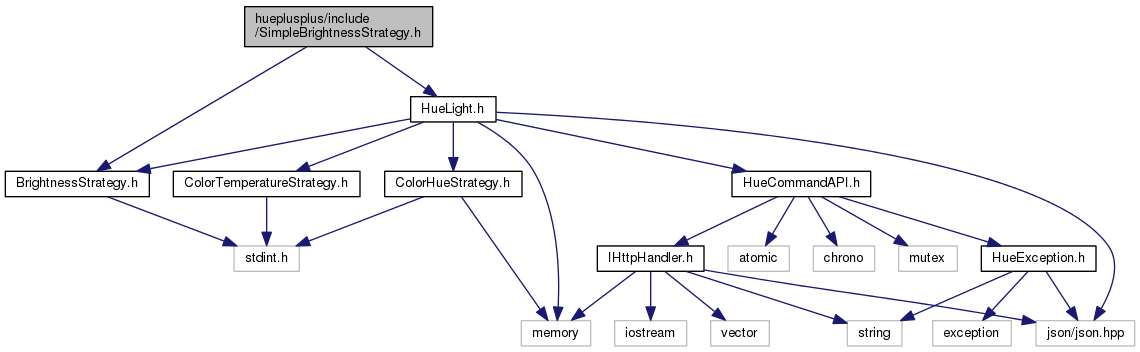 hueplusplus/include
/SimpleBrightnessStrategy.h
HueLight.h
BrightnessStrategy.h
ColorTemperatureStrategy.h
ColorHueStrategy.h
HueCommandAPI.h
stdint.h
IHttpHandler.h
atomic
chrono
mutex
HueException.h
memory
iostream
vector
string
exception
json/json.hpp